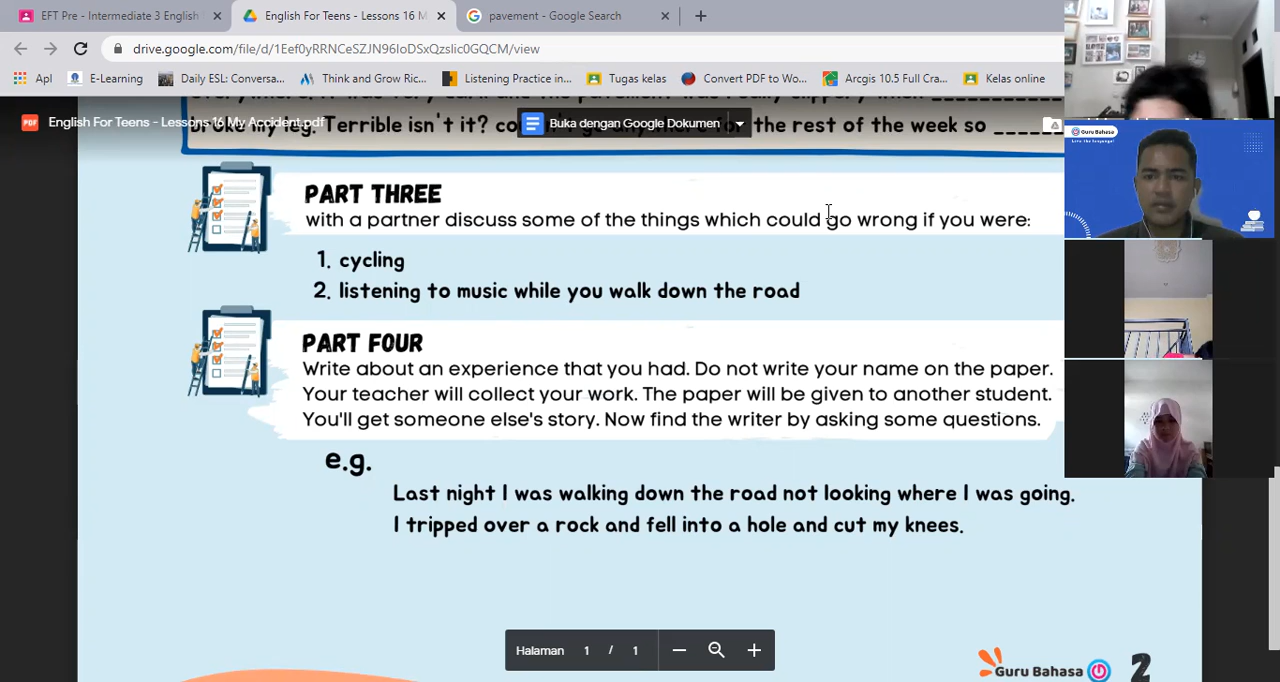 EFT Pre - Intermediate 3 English
English For Teens - Lessons 16 M
pavement - Google Search
drive.google.com/file/d/1Eef0yRRNCeSZJN96IoDSxQzslic0GQCM/view
Apl
E-Learning
Daily ESL: Conversa...
Think and Grow Ric...
Listening Practice in...
Tugas kelas
Convert PDF to Wo...
Arcgis 10.5 Full Cra...
Kelas online
English For Teens - Lessons 16 My Accident.pdf
Buka dengan Google Dokumen
broke my leg. Terrible isn't it? the rest of the week so ______
PART THREE
with a partner discuss some of the things which could go wrong if you were:
1. cycling
2. listening to music while you walk down the road
PART FOUR
Write about an experience that you had. Do not write your name on the paper.
Your teacher will collect your work. The paper will be given to another student.
You'll get someone else's story. Now find the writer by asking some questions.
e.g.
Last night I was walking down the road not looking where I was going.
I tripped over a rock and fell into a hole and cut my knees.
Halaman 1 / 1
Guru Bahasa
2
Guru Bahasa